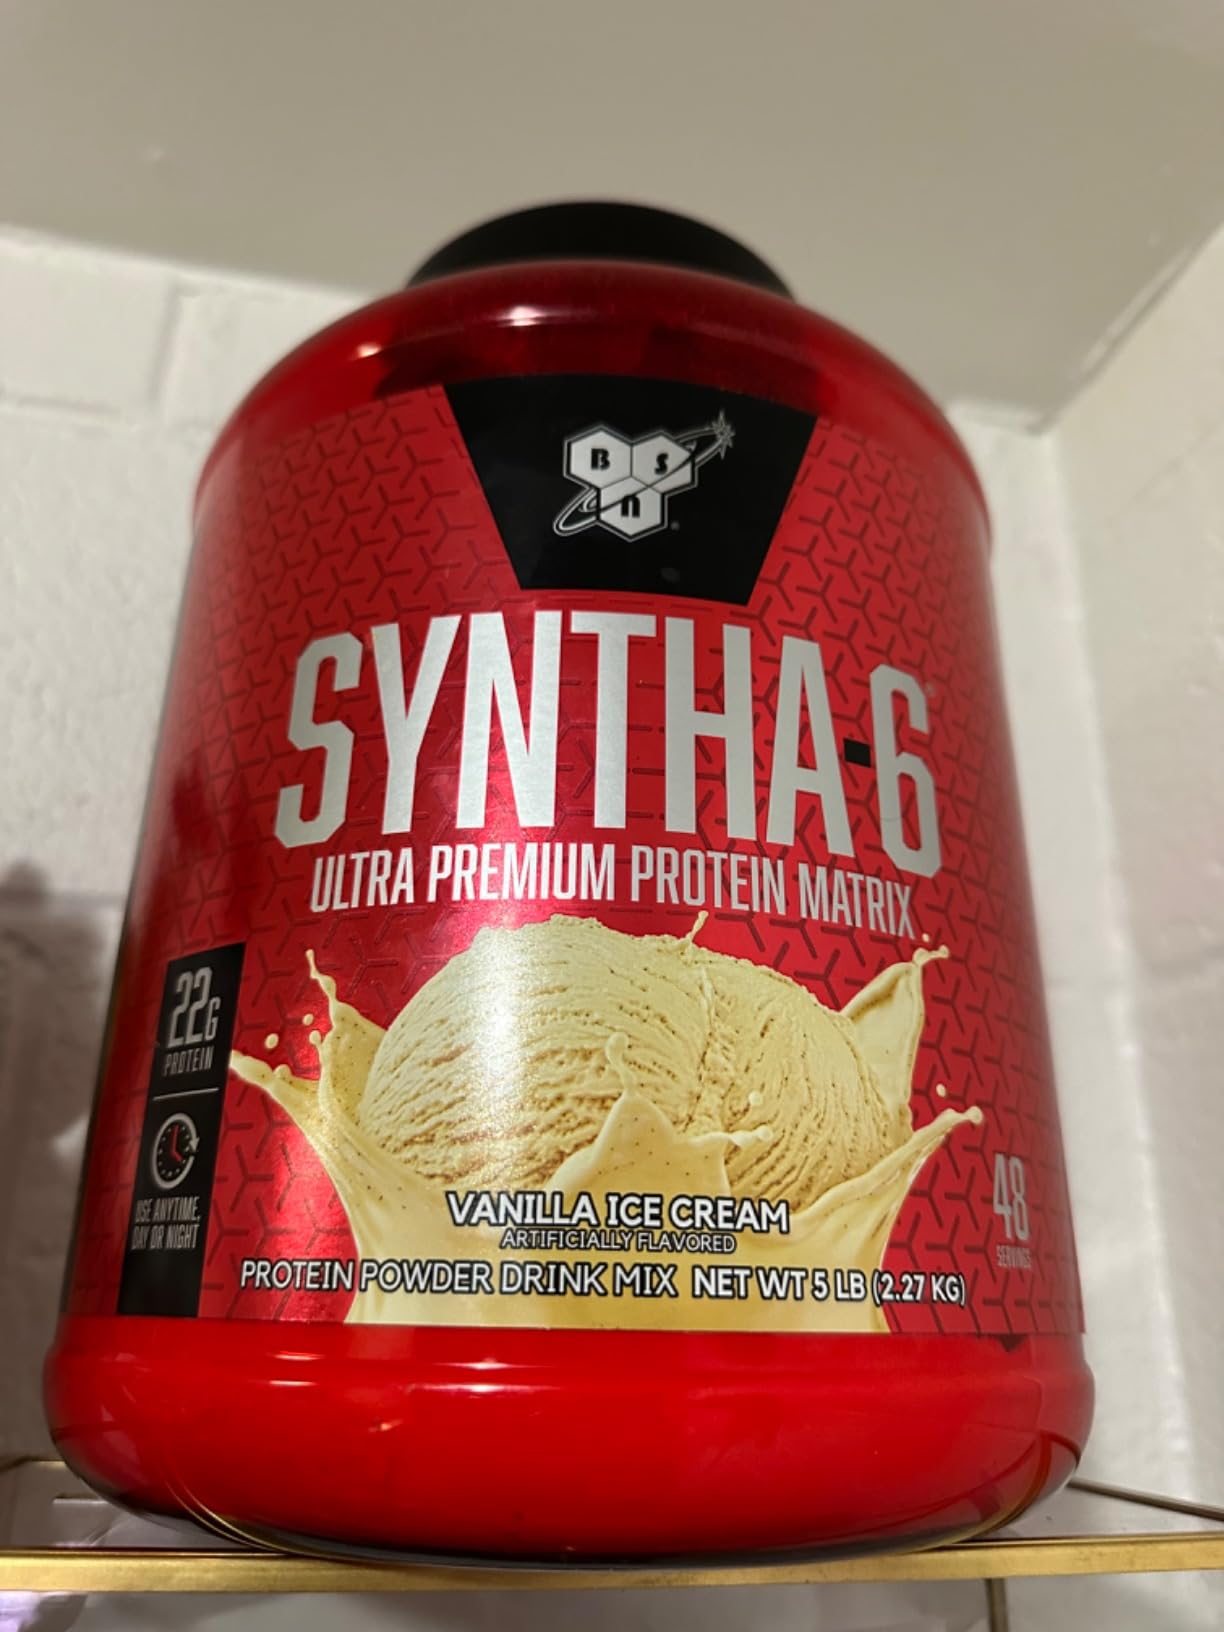 BSn
SYNTHA-6®
ULTRA PREMIUM PROTEIN MATRIX
22G
PROTEIN
USE ANYTIME,
DAY OR NIGHT
VANILLA ICE CREAM
ARTIFICIALLY FLAVORED
PROTEIN POWDER DRINK MIX NET WT 5 LB (2.27 KG)
48
SERVINGS